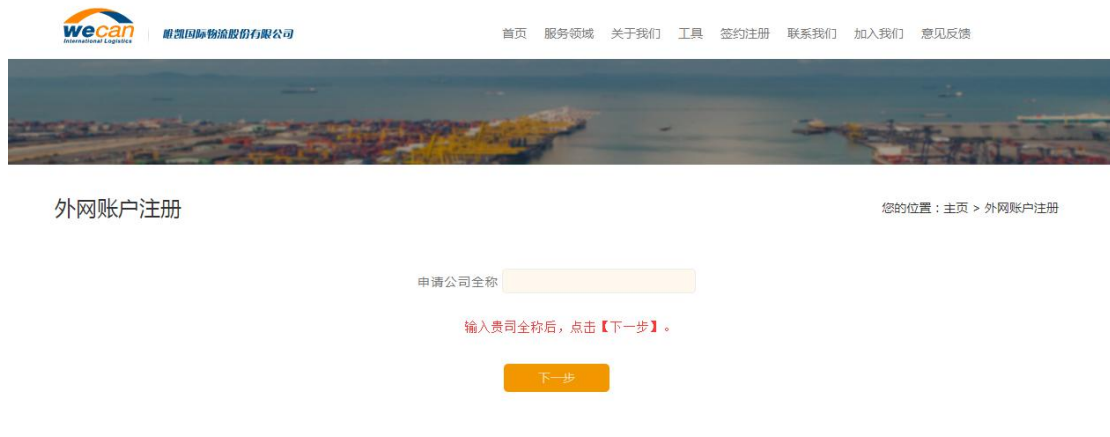 wecan
International Logistics
唯凯国际物流股份有限公司
首页 服务领域 关于我们 工具 签约注册 联系我们 加入我们 意见反馈
外网账户注册
您的位置：主页 > 外网账户注册
申请公司全称
输入贵司全称后，点击【下一步】。
下一步